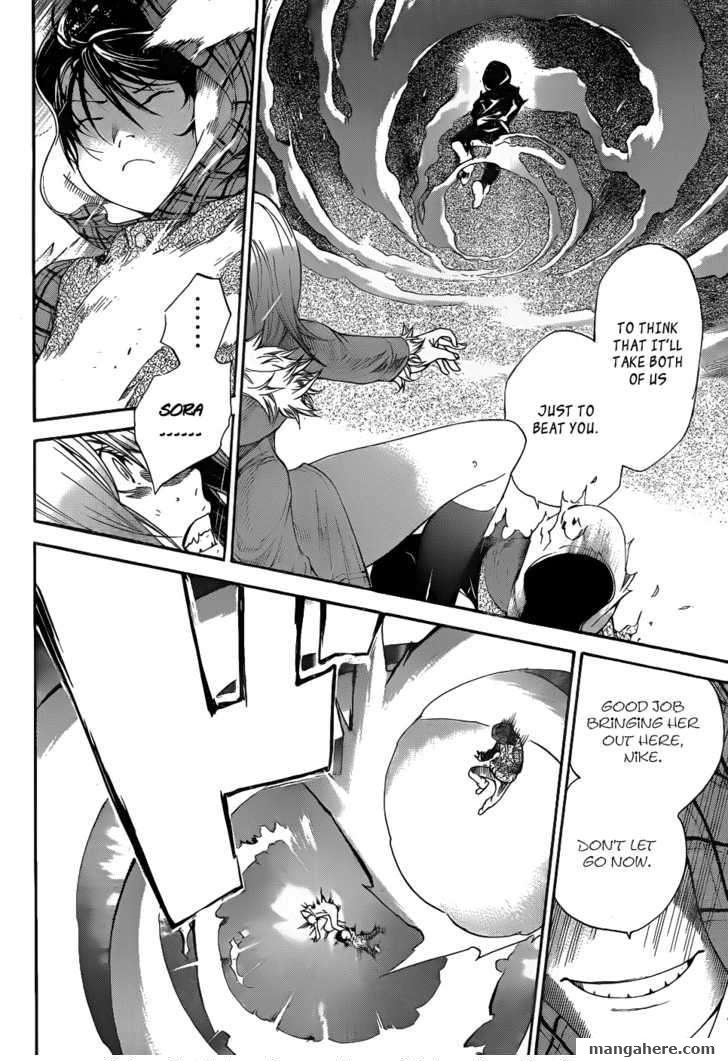 TO THINK
THAT IT'LL
TAKE BOTH
OF US
JUST TO
BEAT YOU.
......
SORA
......
GOOD JOB
BRINGING HER
OUT HERE,
NIKE.
DON'T LET
GO NOW.
mangahere.com